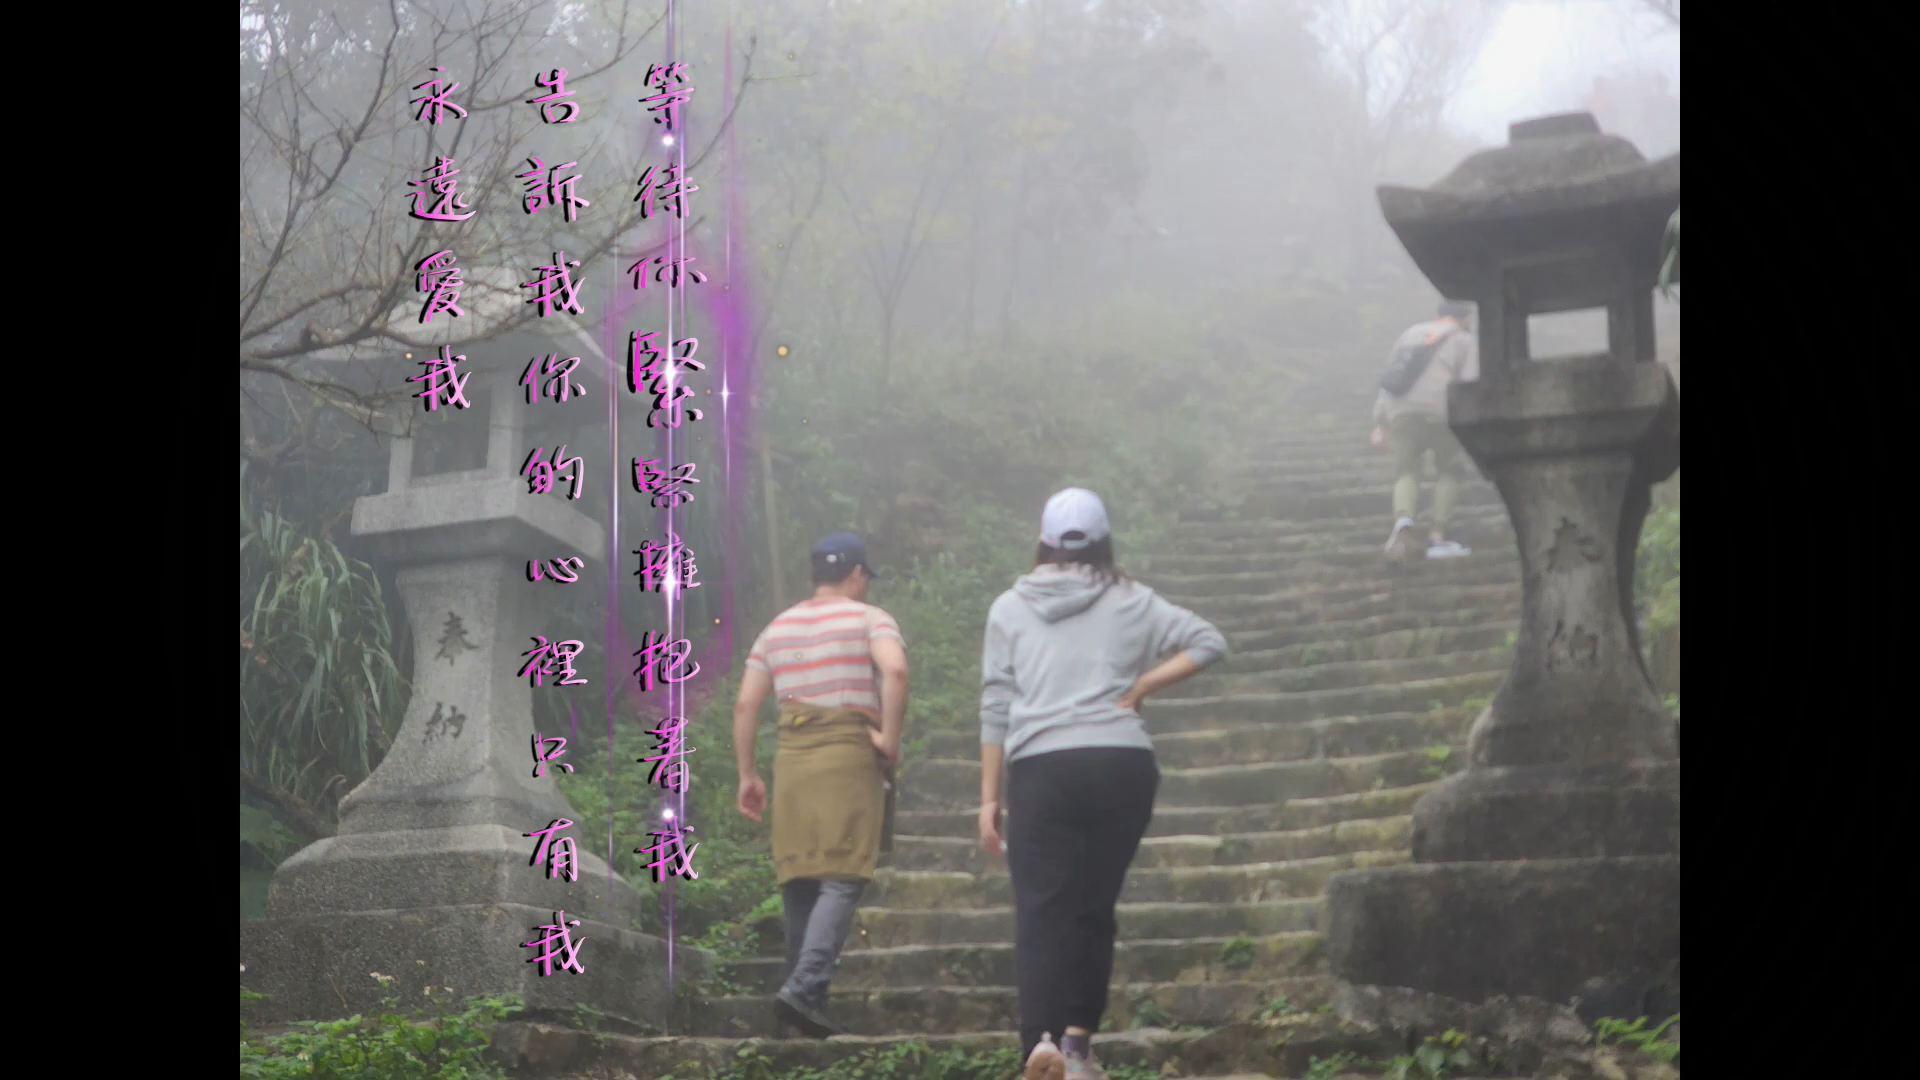 等待你緊緊擁抱著我
告訴我你的心裡只有我
永遠愛我
奉納